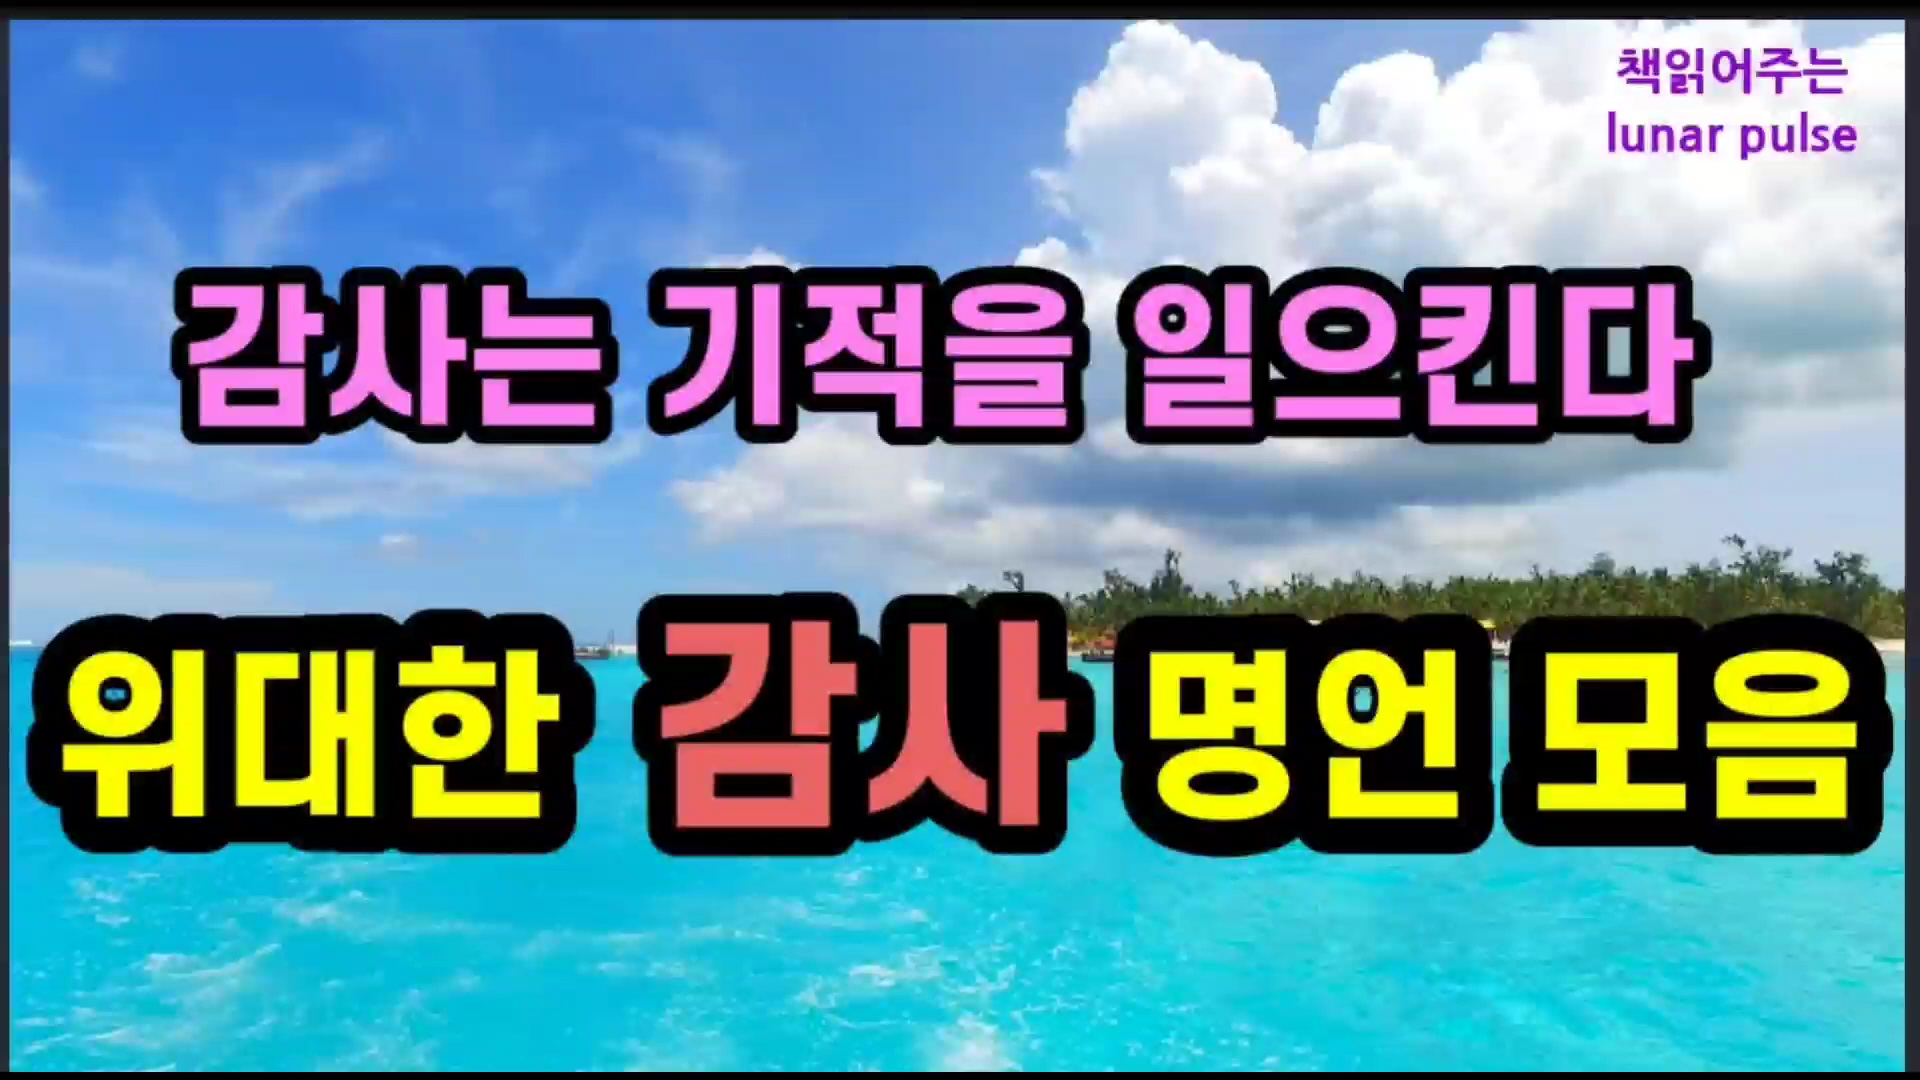 책읽어주는
lunar pulse
감사는 기적을 일으킨다
위대한 감사 명언 모음